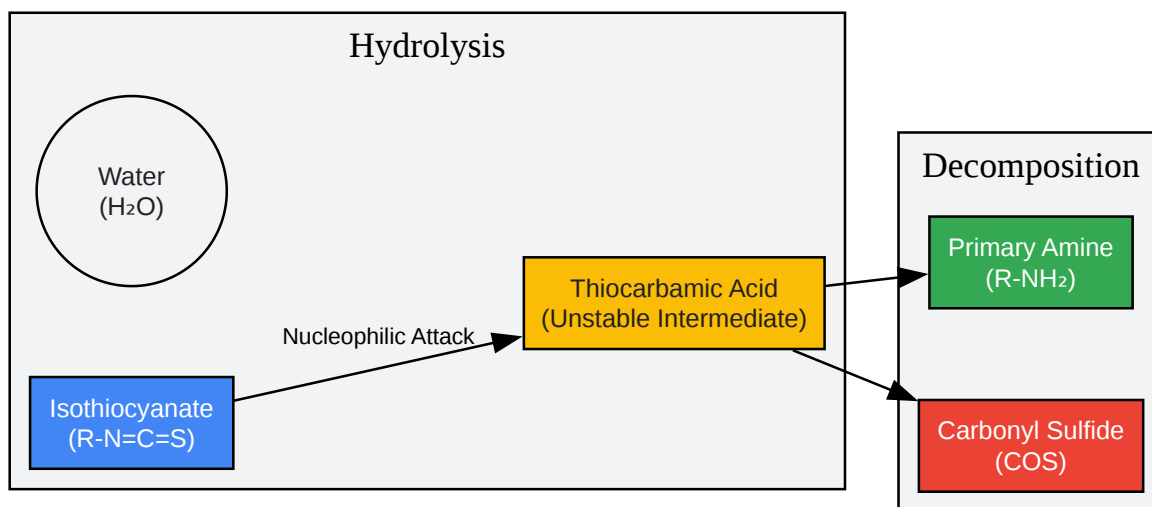 Hydrolysis
Water
(H₂O)
Nucleophilic Attack
Isothiocyanate
(R-N=C=S)
Thiocarbamic Acid
(Unstable Intermediate)
Decomposition
Primary Amine
(R-NH₂)
Carbonyl Sulfide
(COS)